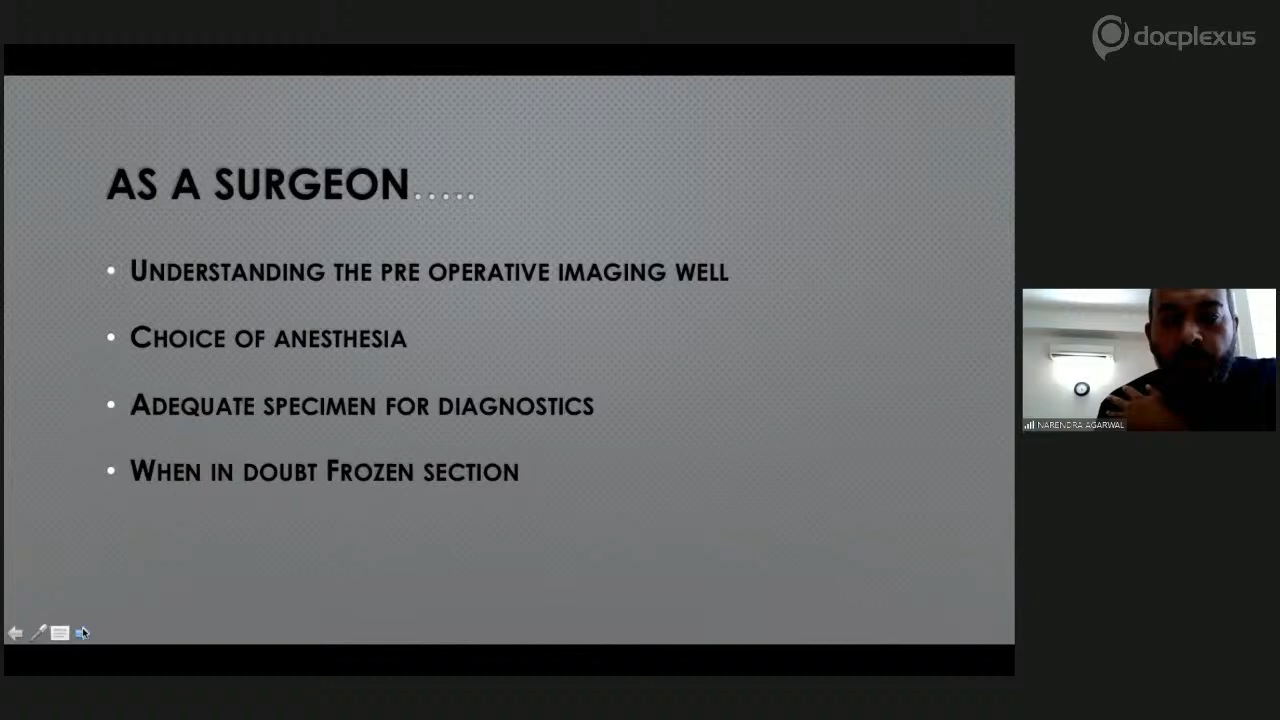 docplexus
AS A SURGEON.....
• UNDERSTANDING THE PRE OPERATIVE IMAGING WELL
• CHOICE OF ANESTHESIA
• ADEQUATE SPECIMEN FOR DIAGNOSTICS
• WHEN IN DOUBT FROZEN SECTION
NARENDRA AGARWAL